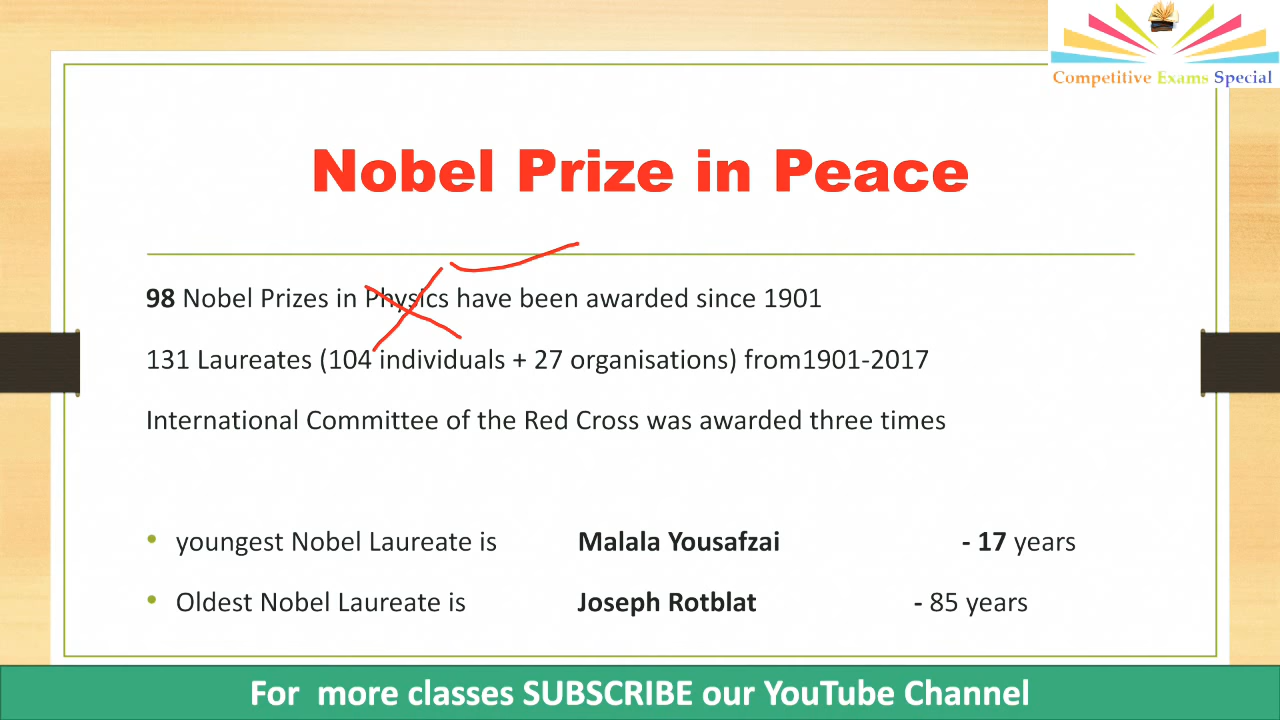 Competitive Exams Special
Nobel Prize in Peace
98 Nobel Prizes in Physics have been awarded since 1901
131 Laureates (104 individuals + 27 organisations) from1901-2017
International Committee of the Red Cross was awarded three times
• youngest Nobel Laureate is Malala Yousafzai - 17 years
• Oldest Nobel Laureate is Joseph Rotblat - 85 years
For more classes SUBSCRIBE our YouTube Channel